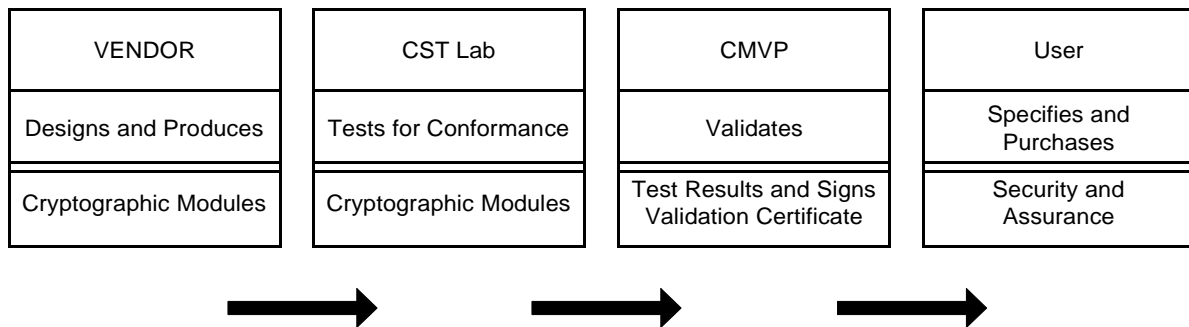 VENDOR
Designs and Produces
Cryptographic Modules
CST Lab
Tests for Conformance
Cryptographic Modules
CMVP
Validates
Test Results and Signs
Validation Certificate
User
Specifies and
Purchases
Security and
Assurance